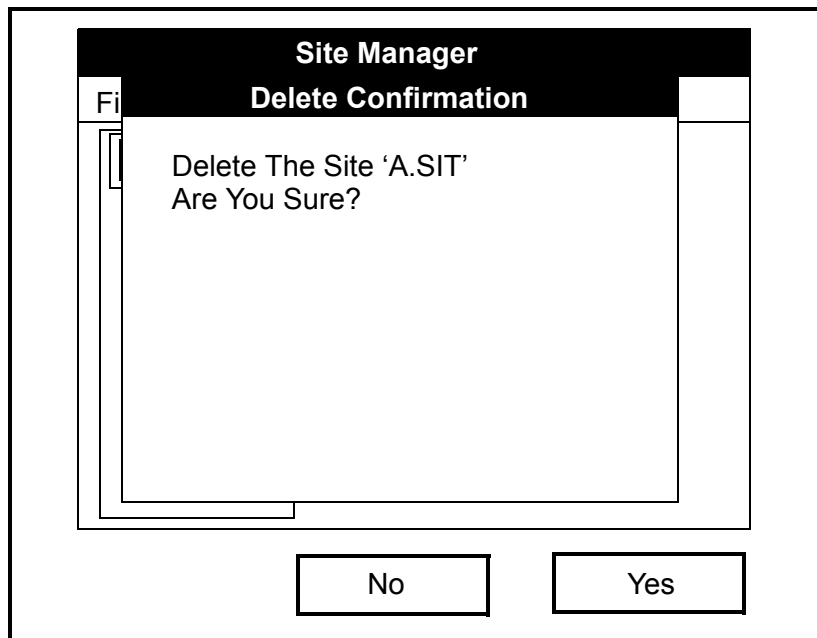 Site Manager
Fi
Delete Confirmation
Delete The Site ‘A.SIT’
Are You Sure?
No
Yes